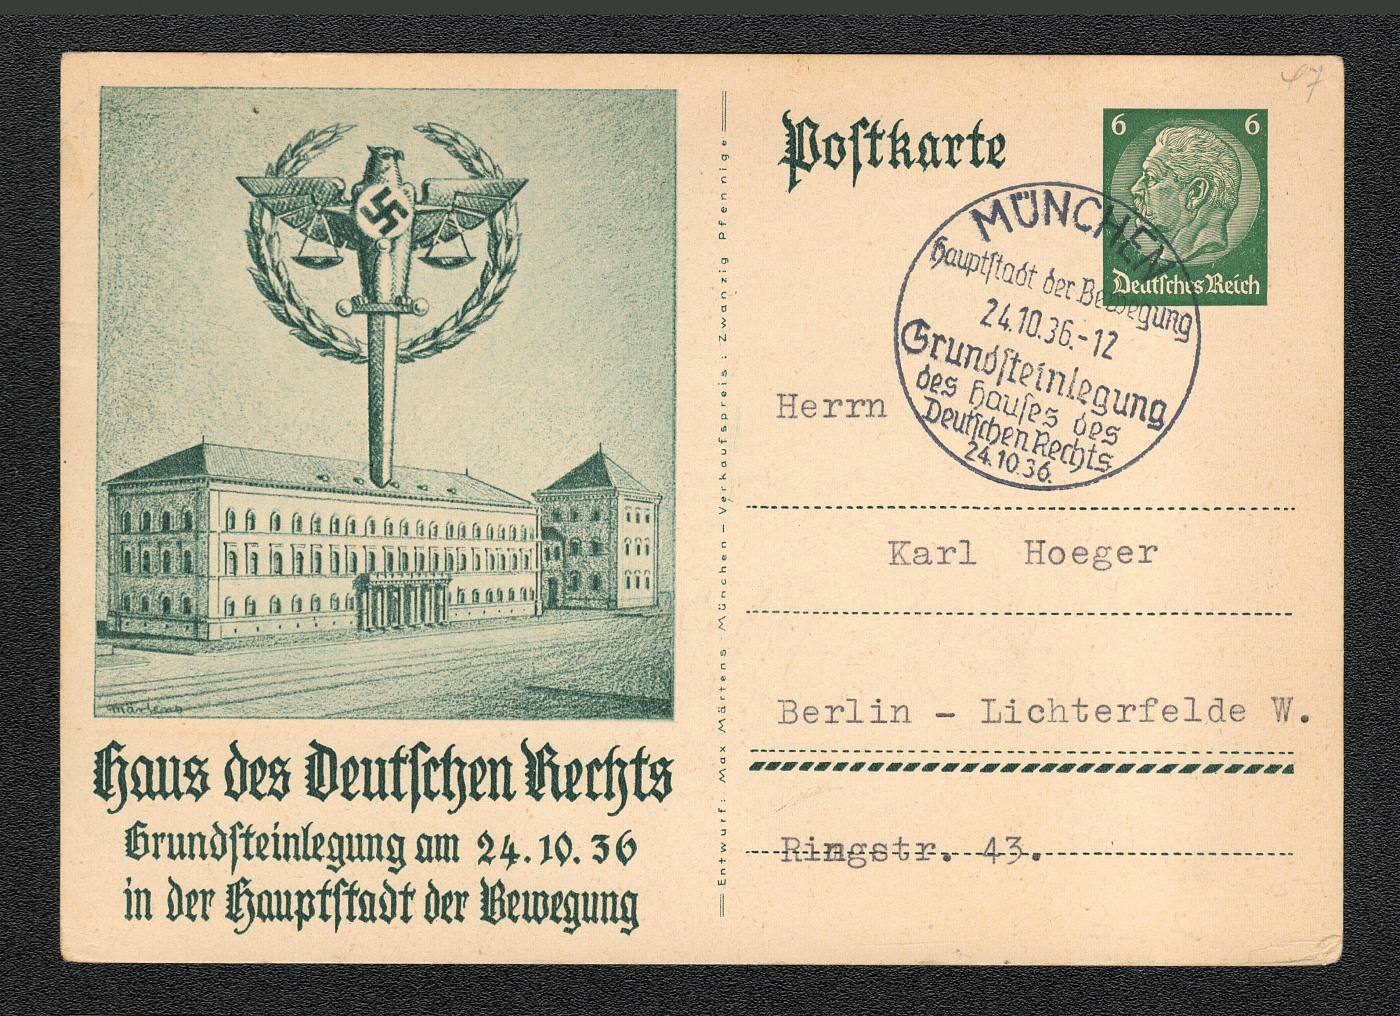 Märtens
Haus des Deutschen Rechts
Grundsteinlegung am 24.10.36
in der Hauptstadt der Bewegung
Entwurf: Max Märtens · München – Verkaufspreis: Zwanzig Pfennige
Postkarte
6 6
Deutsches Reich
MÜNCHEN
Hauptstadt der Bewegung
24.10.36.-12
Grundsteinlegung
des Hauses des
Deutschen Rechts
24.10.36.
Herrn
Karl Hoeger
Berlin - Lichterfelde W.
Ringstr. 43.
47